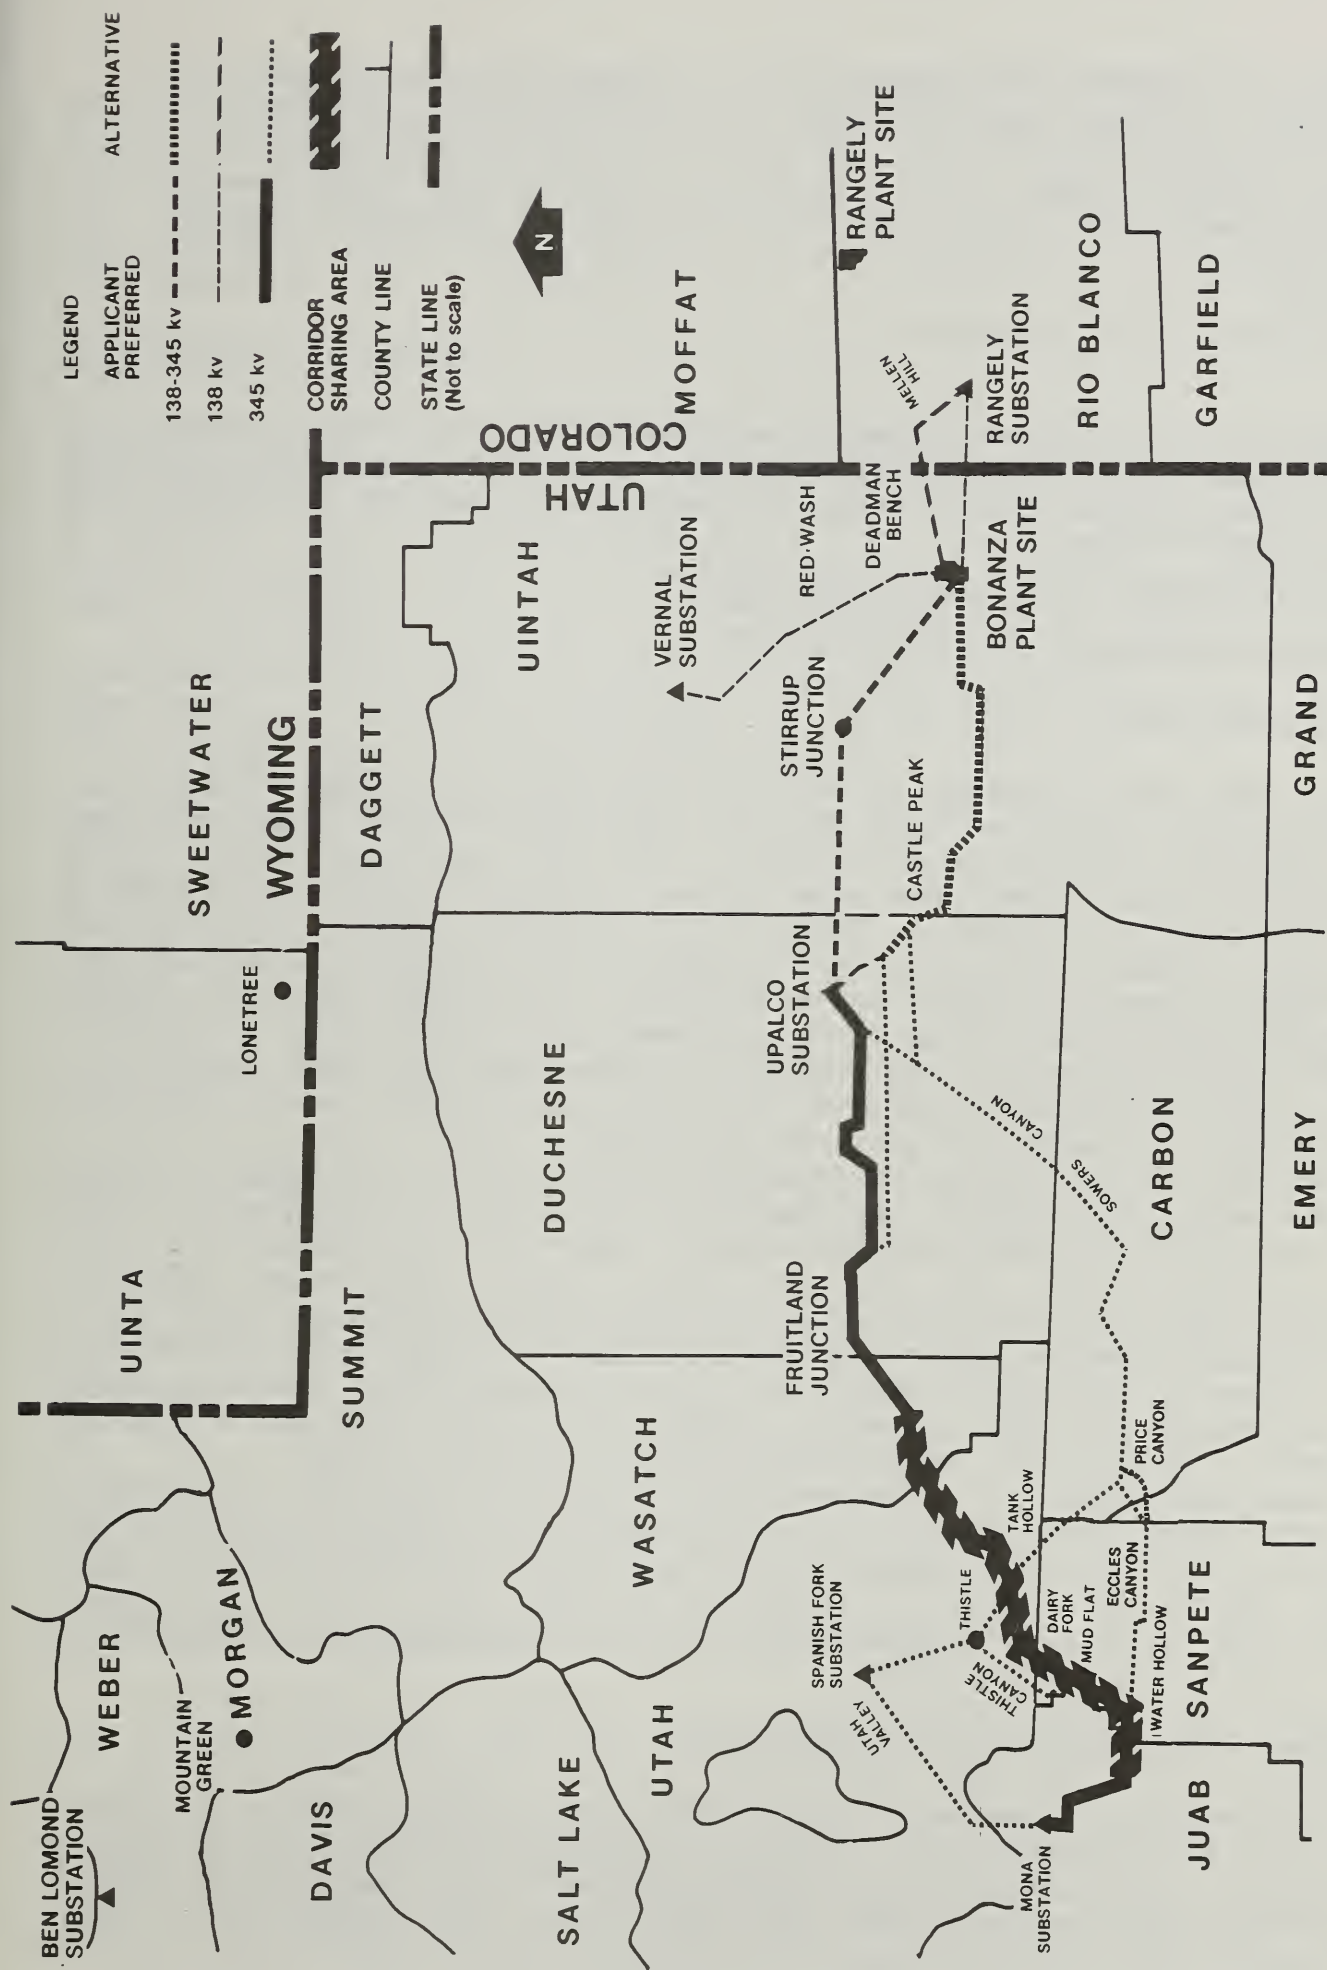 LEGEND
APPLICANT
PREFERRED
ALTERNATIVE
138-345 kv
138 kv
345 kv
CORRIDOR
SHARING AREA
COUNTY LINE
STATE LINE
(Not to scale)
N
SWEETWATER
WYOMING
UINTA
LONETREE
DAGGETT
SUMMIT
UTAH
COLORADO
MOFFAT
UINTAH
DUCHESNE
WASATCH
WEBER
MORGAN
MOUNTAIN
GREEN
BEN LOMOND
SUBSTATION
DAVIS
SALT LAKE
UTAH
VERNAL
SUBSTATION
RED WASH
DEADMAN
BENCH
RANGELY
PLANT SITE
MELLEN
HILL
RANGELY
SUBSTATION
RIO BLANCO
GARFIELD
BONANZA
PLANT SITE
STIRRUP
JUNCTION
CASTLE PEAK
UPALCO
SUBSTATION
FRUITLAND
JUNCTION
SOWERS
CANYON
CARBON
GRAND
EMERY
PRICE
CANYON
TANK
HOLLOW
THISTLE
SPANISH FORK
SUBSTATION
UTAH
VALLEY
THISTLE
CANYON
DAIRY
FORK
MUD FLAT
ECCLES
CANYON
WATER HOLLOW
SANPETE
JUAB
MONA
SUBSTATION